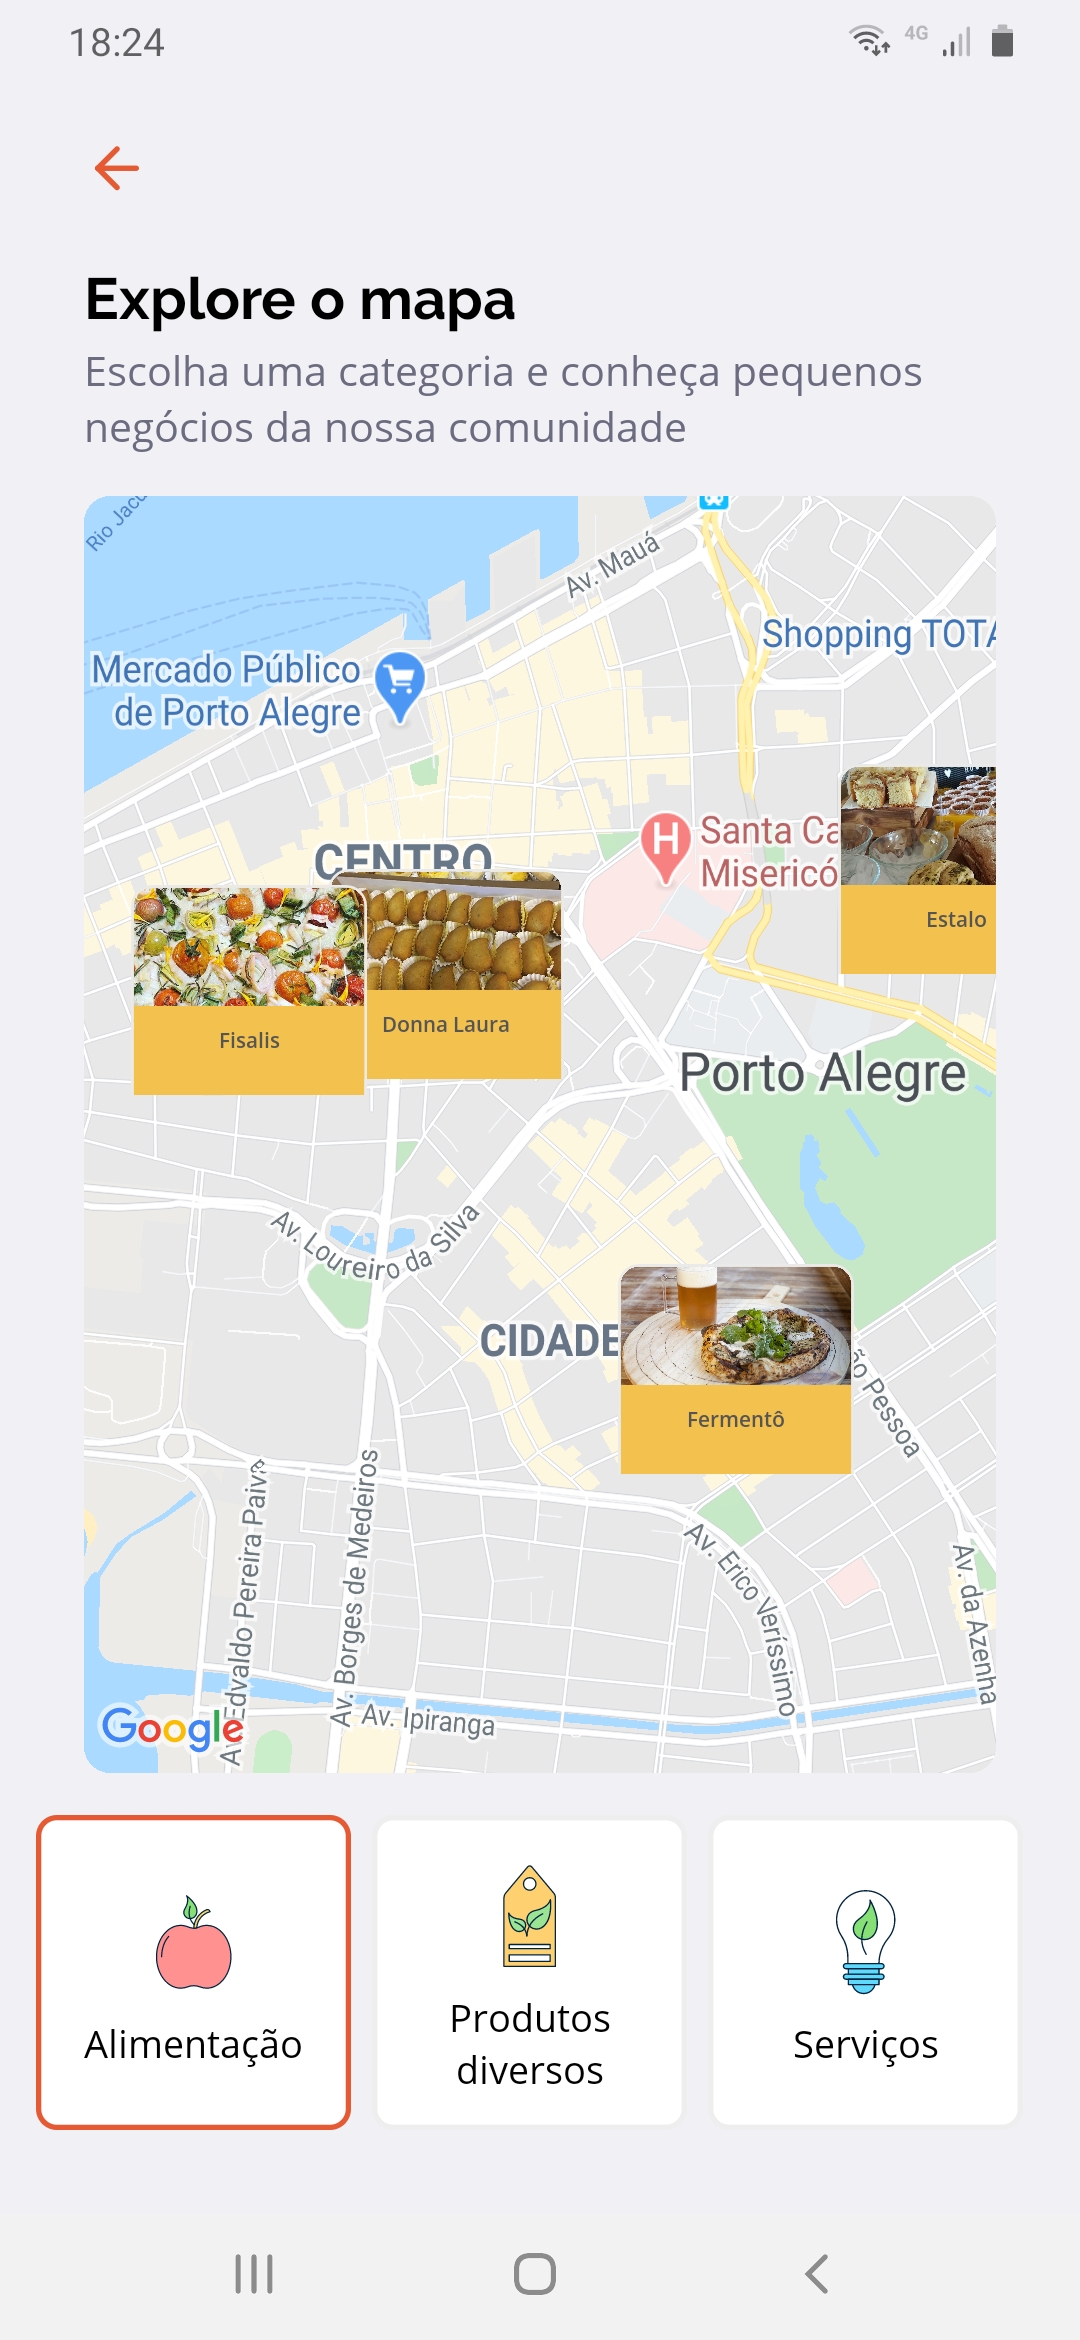 18:24
4G
Explore o mapa
Escolha uma categoria e conheça pequenos
negócios da nossa comunidade
Rio Jacu
Av. Mauá
Shopping TOTA
Mercado Público
de Porto Alegre
CENTRO
Santa Ca
Misericó
Estalo
Fisalis
Donna Laura
Porto Alegre
Av. Loureiro da Silva
CIDADE
Fermentô
ão Pessoa
Av. Edvaldo Pereira Paiva
Av. Borges de Medeiros
Av. Erico Veríssimo
Av. da Azenha
Av. Ipiranga
Google
Alimentação
Produtos
diversos
Serviços